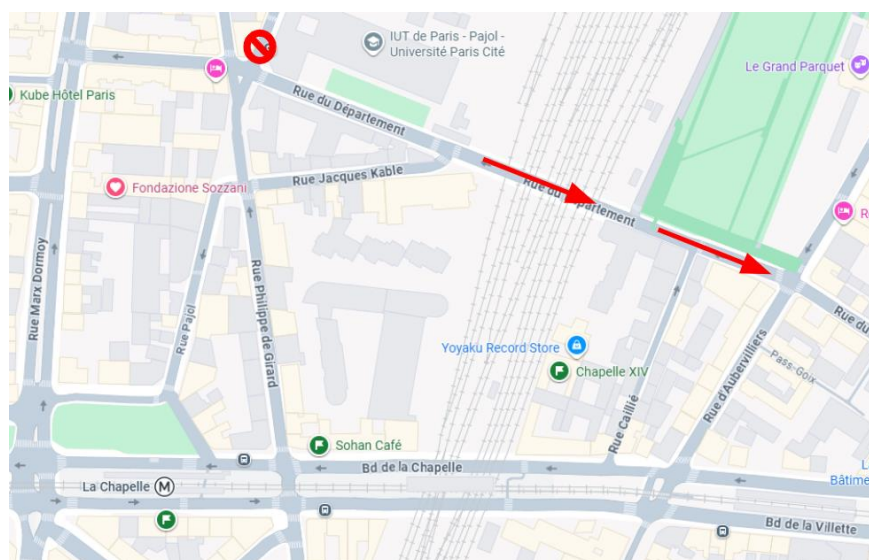 IUT de Paris - Pajol -
Université Paris Cité
Le Grand Parquet
Kube Hôtel Paris
Rue du Département
Rue Jacques Kable
Fondazione Sozzani
Rue du Département
Rue Marx Dormoy
Rue Pajol
Rue Philippe de Girard
Rue du
Yoyaku Record Store
Chapelle XIV
Pass-Goix
Rue d'Aubervilliers
Rue Caillié
Sohan Café
Bd de la Chapelle
La Chapelle
M
Bâtime
Bd de la Villette